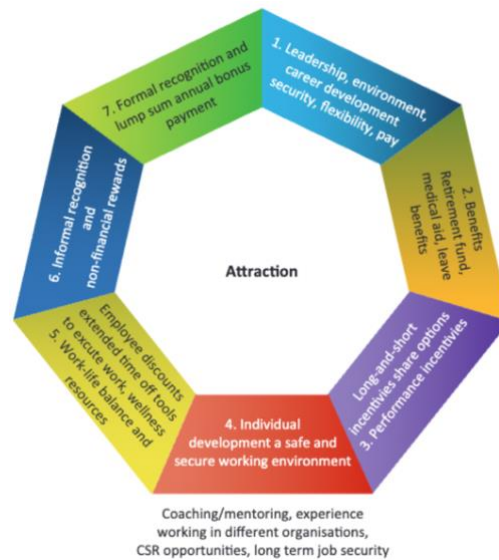 1. Leadership, environment,
career development
security, flexibility, pay
2. Benefits
Retirement fund,
medical aid, leave
benefits
Long-and-short
incentivies share options
3. Performance incentivies
4. Individual
development a safe and
secure working environment
Coaching/mentoring, experience
working in different organisations,
CSR opportunities, long term job security
Employee discounts
extended time off tools
to excute work, wellness
5. Work-life balance and
resources
6. Informal recognition
and
non-financial rewards
7. Formal recognition and
lump sum annual bonus
payment
Attraction